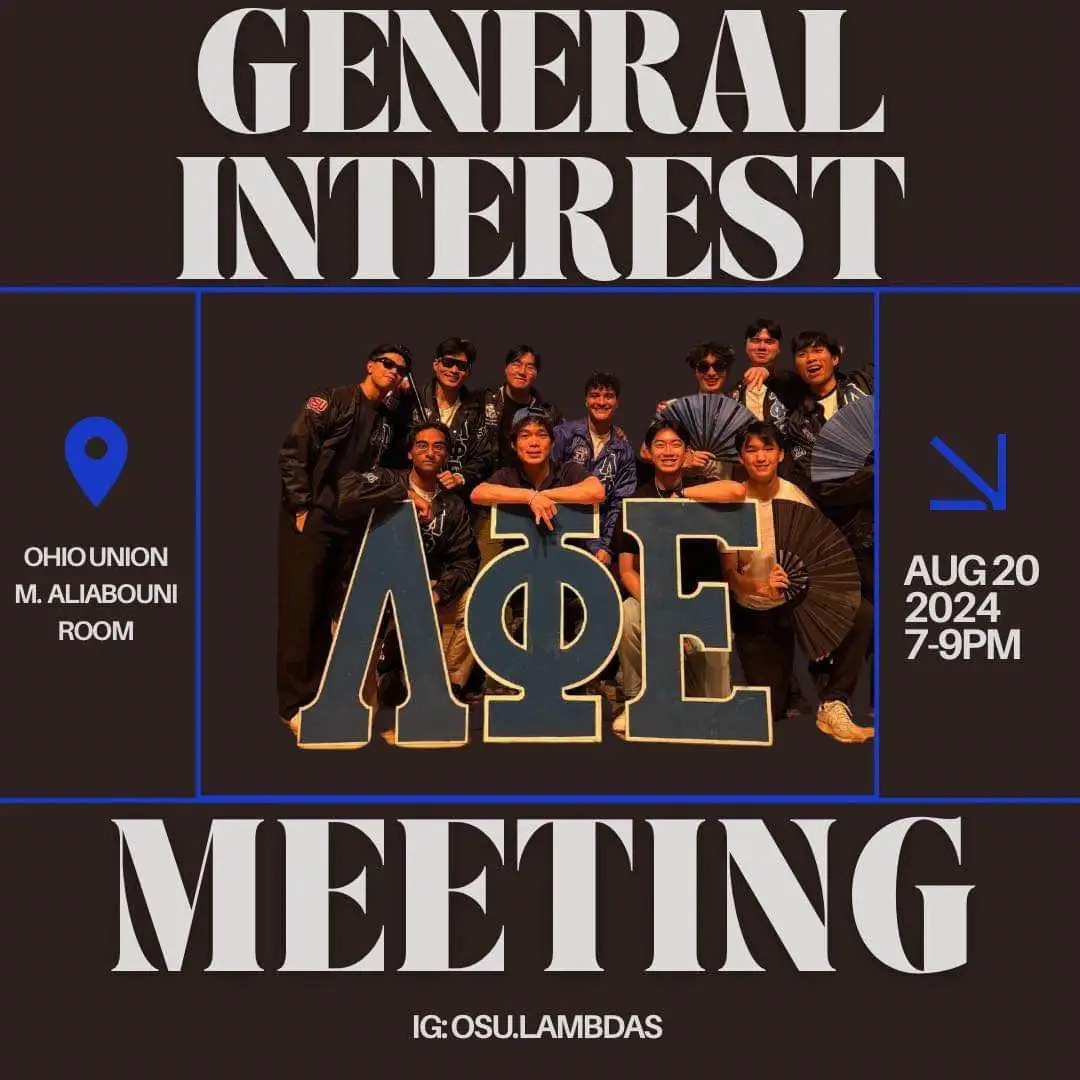 GENERAL
INTEREST
OHIO UNION
M. ALIABOUNI
ROOM
ΛΦΕ
AUG 20
2024
7-9PM
MEETING
IG: OSU.LAMBDAS